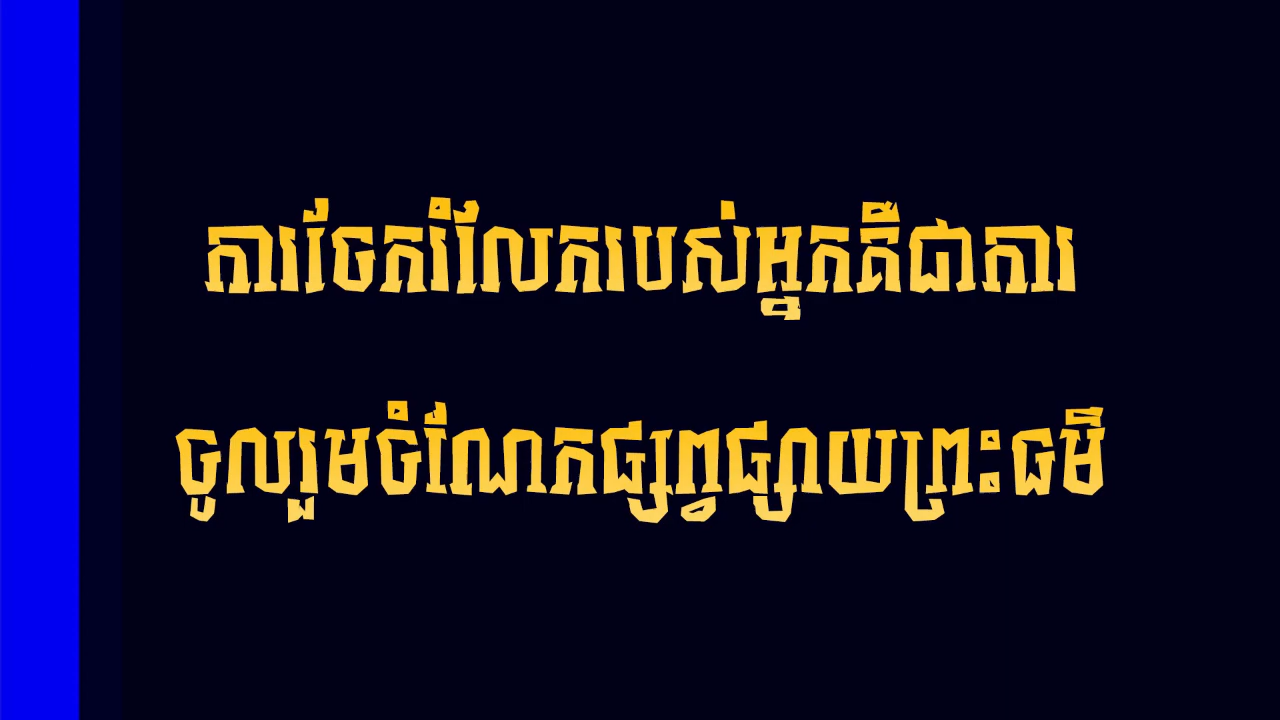 ការចែករំលែករបស់អ្នកគឺជាការ
ចូលរួមចំណែកផ្សព្វផ្សាយព្រះធម៌